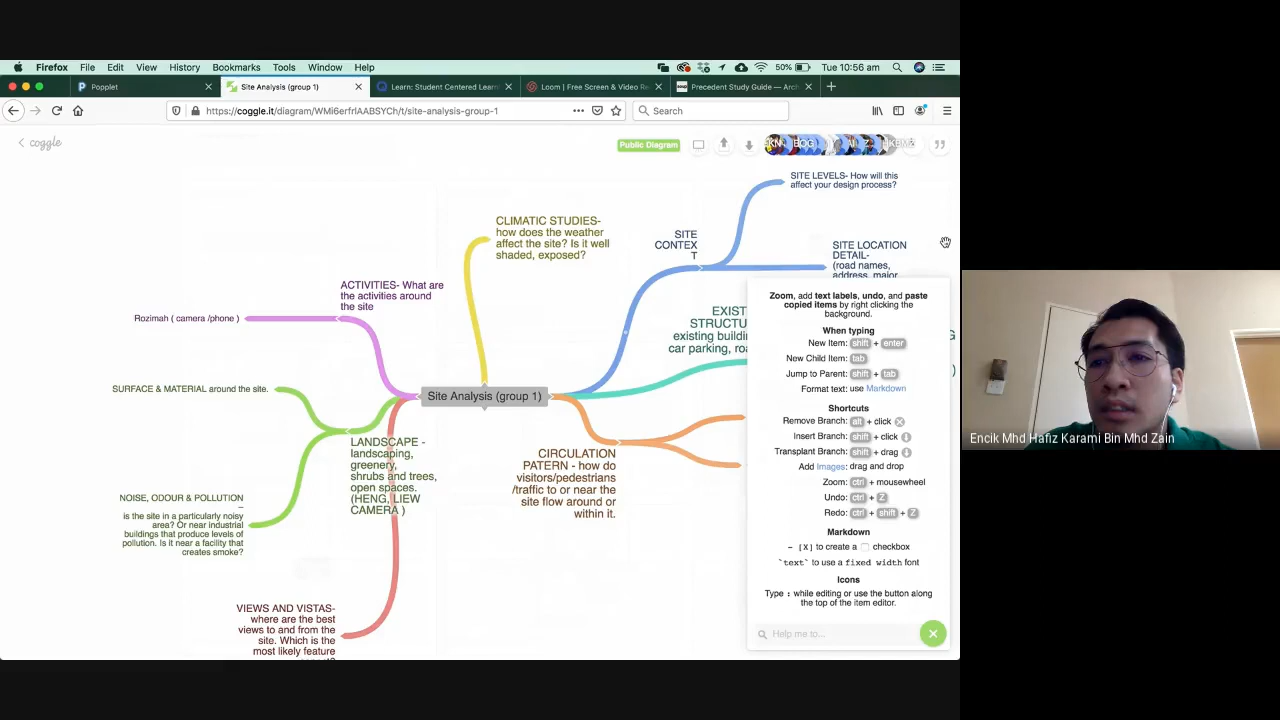 Firefox File Edit View History Bookmarks Tools Window Help 50% Tue 10:56 am
Popplet Site Analysis (group 1) Learn: Student Centered Learni Loom | Free Screen & Video Re Precedent Study Guide — Arch
https://coggle.it/diagram/WMi6erfrIAABSYCh/t/site-analysis-group-1 Search
coggle
Public Diagram
SITE LEVELS- How will this
affect your design process?
CLIMATIC STUDIES-
how does the weather
affect the site? Is it well
shaded, exposed?
SITE
CONTEX
T
SITE LOCATION
DETAIL-
(road names,
address, major
ACTIVITIES- What are
the activities around
the site
Rozimah ( camera /phone )
EXIST
STRUCTU
existing buildin
car parking, roa
SURFACE & MATERIAL around the site.
Site Analysis (group 1)
LANDSCAPE -
landscaping,
greenery,
shrubs and trees,
open spaces.
(HENG, LIEW
CAMERA )
CIRCULATION
PATERN - how do
visitors/pedestrians
/traffic to or near the
site flow around or
within it.
NOISE, ODOUR & POLLUTION
–
is the site in a particularly noisy
area? Or near industrial
buildings that produce levels of
pollution. Is it near a facility that
creates smoke?
VIEWS AND VISTAS-
where are the best
views to and from the
site. Which is the
most likely feature
Zoom, add text labels, undo, and paste
copied items by right clicking the
background.
When typing
New Item: shift + enter
New Child Item: tab
Jump to Parent: shift + tab
Format text: use Markdown
Shortcuts
Remove Branch: alt + click
Insert Branch: shift + click
Transplant Branch: shift + drag
Add Images: drag and drop
Zoom: ctrl + mousewheel
Undo: ctrl + Z
Redo: ctrl + shift + Z
Markdown
- [X] to create a checkbox
`text` to use a fixed width font
Icons
Type : while editing or use the button along
the top of the item editor.
Help me to...
Encik Mhd Hafiz Karami Bin Mhd Zain